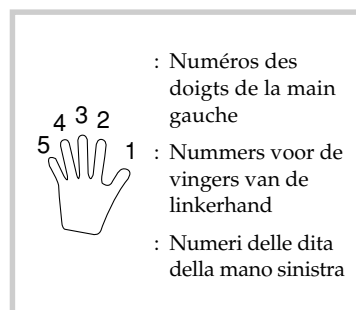 : Numéros des
doigts de la main
gauche
5 4 3 2 1
: Nummers voor de
vingers van de
linkerhand
: Numeri delle dita
della mano sinistra